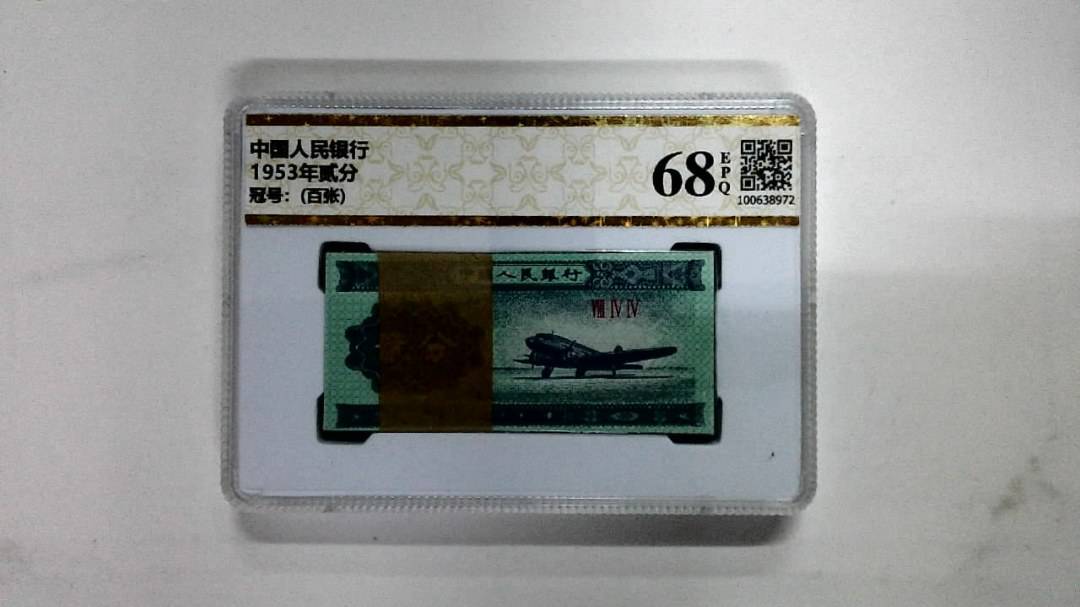 中国人民银行
1953年贰分
冠号：(百张)
68
EPQ
100638972
人民銀行
VIII IV IV